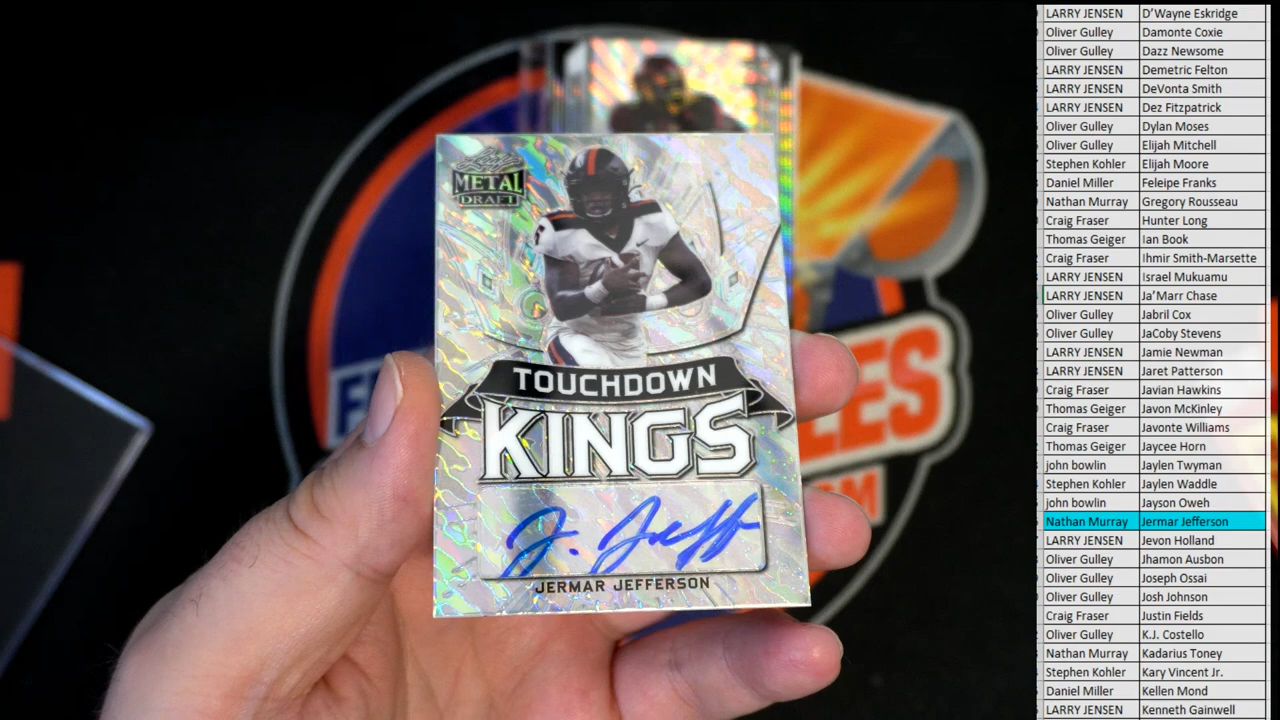 Leaf
METAL
DRAFT
TOUCHDOWN
KINGS
J. Jeff
JERMAR JEFFERSON
LARRY JENSEN D'Wayne Eskridge
Oliver Gulley Damonte Coxie
Oliver Gulley Dazz Newsome
LARRY JENSEN Demetric Felton
LARRY JENSEN DeVonta Smith
LARRY JENSEN Dez Fitzpatrick
Oliver Gulley Dylan Moses
Oliver Gulley Elijah Mitchell
Stephen Kohler Elijah Moore
Daniel Miller Feleipe Franks
Nathan Murray Gregory Rousseau
Craig Fraser Hunter Long
Thomas Geiger Ian Book
Craig Fraser Ihmir Smith-Marsette
LARRY JENSEN Israel Mukuamu
LARRY JENSEN Ja'Marr Chase
Oliver Gulley Jabril Cox
Oliver Gulley JaCoby Stevens
LARRY JENSEN Jamie Newman
LARRY JENSEN Jaret Patterson
Craig Fraser Javian Hawkins
Thomas Geiger Javon McKinley
Craig Fraser Javonte Williams
Thomas Geiger Jaycee Horn
john bowlin Jaylen Twyman
Stephen Kohler Jaylen Waddle
john bowlin Jayson Oweh
Nathan Murray Jermar Jefferson
LARRY JENSEN Jevon Holland
Oliver Gulley Jhamon Ausbon
Oliver Gulley Joseph Ossai
Oliver Gulley Josh Johnson
Craig Fraser Justin Fields
Oliver Gulley K.J. Costello
Nathan Murray Kadarius Toney
Stephen Kohler Kary Vincent Jr.
Daniel Miller Kellen Mond
LARRY JENSEN Kenneth Gainwell